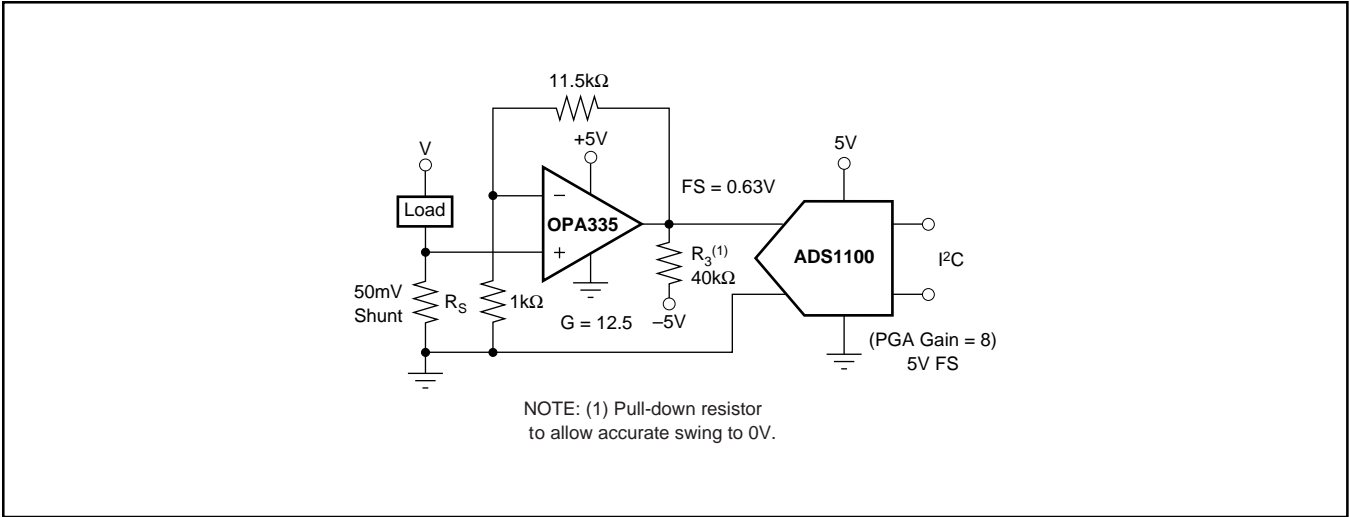 11.5kΩ
+5V
V
5V
FS = 0.63V
Load
−
OPA335
+
R3(1)
40kΩ
ADS1100
I2C
50mV
Shunt
RS
1kΩ
G = 12.5
–5V
(PGA Gain = 8)
5V FS
NOTE: (1) Pull-down resistor
to allow accurate swing to 0V.